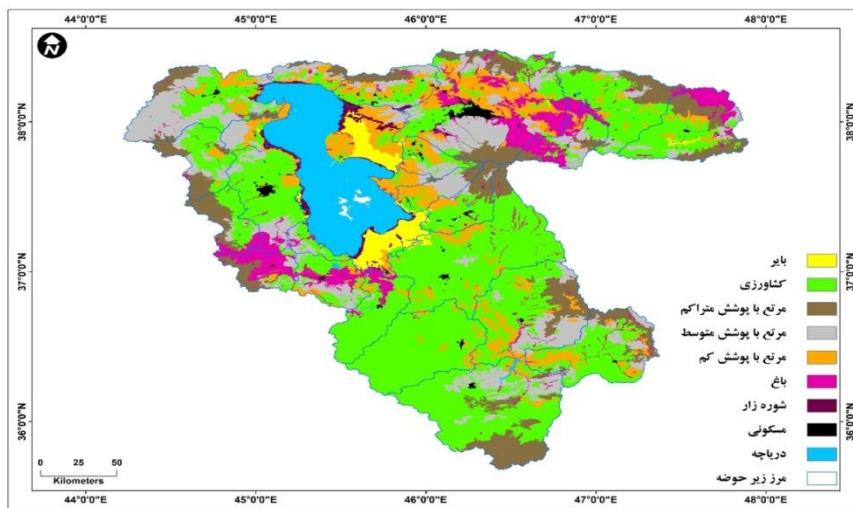 44°0'0"E 45°0'0"E 46°0'0"E 47°0'0"E 48°0'0"E
N
38°0'0"N 38°0'0"N
37°0'0"N 37°0'0"N
36°0'0"N 36°0'0"N
بایر
کشاورزی
مرتع با پوشش متراکم
مرتع با پوشش متوسط
مرتع با پوشش کم
باغ
شوره زار
مسکونی
دریاچه
مرز زیر حوضه
0 25 50
Kilometers
44°0'0"E 45°0'0"E 46°0'0"E 47°0'0"E 48°0'0"E